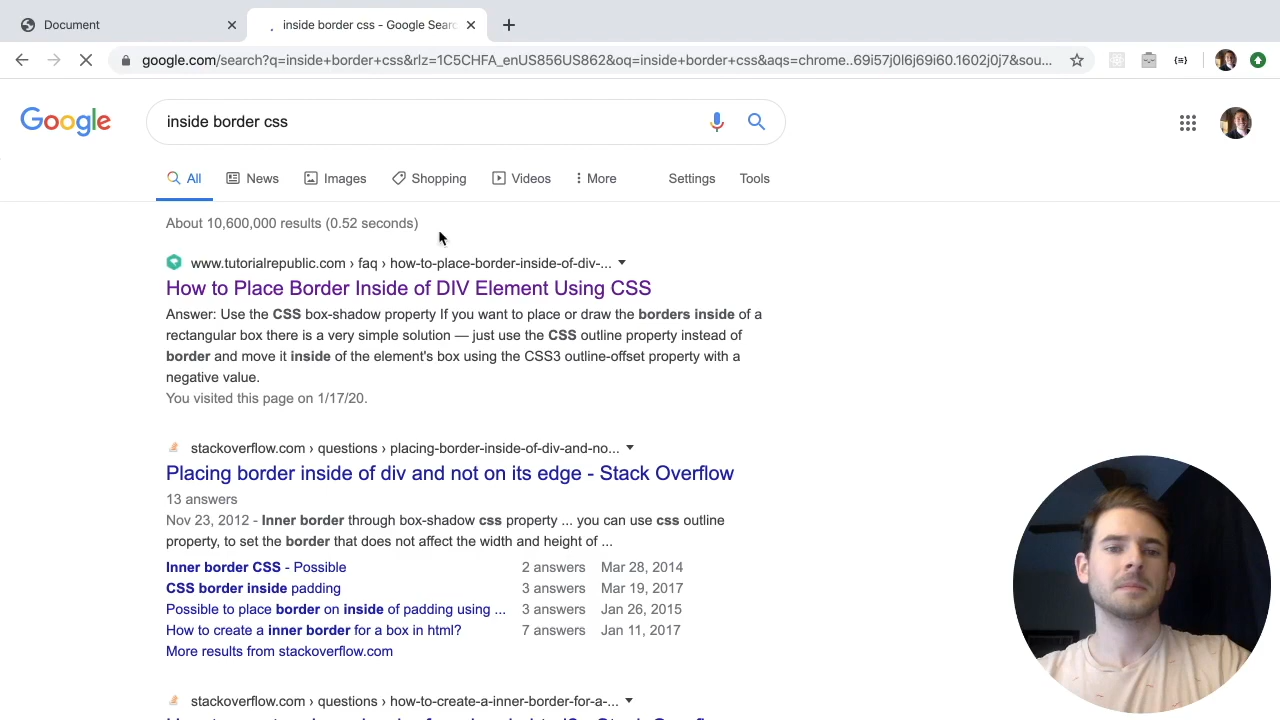 Document
inside border css - Google Searc
google.com/search?q=inside+border+css&rlz=1C5CHFA_enUS856US862&oq=inside+border+css&aqs=chrome..69i57j0l6j69i60.1602j0j7&sou...
Google
inside border css
All News Images Shopping Videos More Settings Tools
About 10,600,000 results (0.52 seconds)
www.tutorialrepublic.com › faq › how-to-place-border-inside-of-div-...
How to Place Border Inside of DIV Element Using CSS
Answer: Use the CSS box-shadow property If you want to place or draw the borders inside of a
rectangular box there is a very simple solution — just use the CSS outline property instead of
border and move it inside of the element's box using the CSS3 outline-offset property with a
negative value.
You visited this page on 1/17/20.
stackoverflow.com › questions › placing-border-inside-of-div-and-no...
Placing border inside of div and not on its edge - Stack Overflow
13 answers
Nov 23, 2012 - Inner border through box-shadow css property ... you can use css outline
property, to set the border that does not affect the width and height of ...
Inner border CSS - Possible 2 answers Mar 28, 2014
CSS border inside padding 3 answers Mar 19, 2017
Possible to place border on inside of padding using ... 3 answers Jan 26, 2015
How to create a inner border for a box in html? 7 answers Jan 11, 2017
More results from stackoverflow.com
stackoverflow.com › questions › how-to-create-a-inner-border-for-a-...